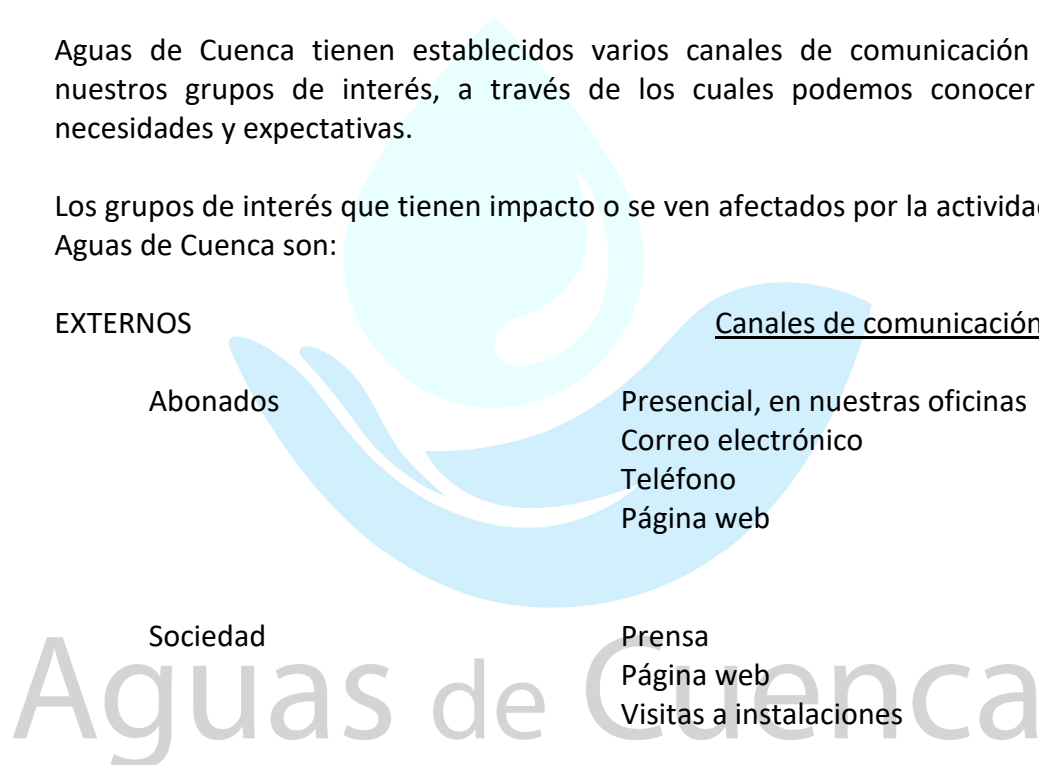 Aguas de Cuenca tienen establecidos varios canales de comunicación
nuestros grupos de interés, a través de los cuales podemos conocer
necesidades y expectativas.
Los grupos de interés que tienen impacto o se ven afectados por la actividad
Aguas de Cuenca son:
EXTERNOS Canales de comunicación
Abonados Presencial, en nuestras oficinas
Correo electrónico
Teléfono
Página web
Sociedad Prensa
Página web
Visitas a instalaciones
Aguas de Cuenca